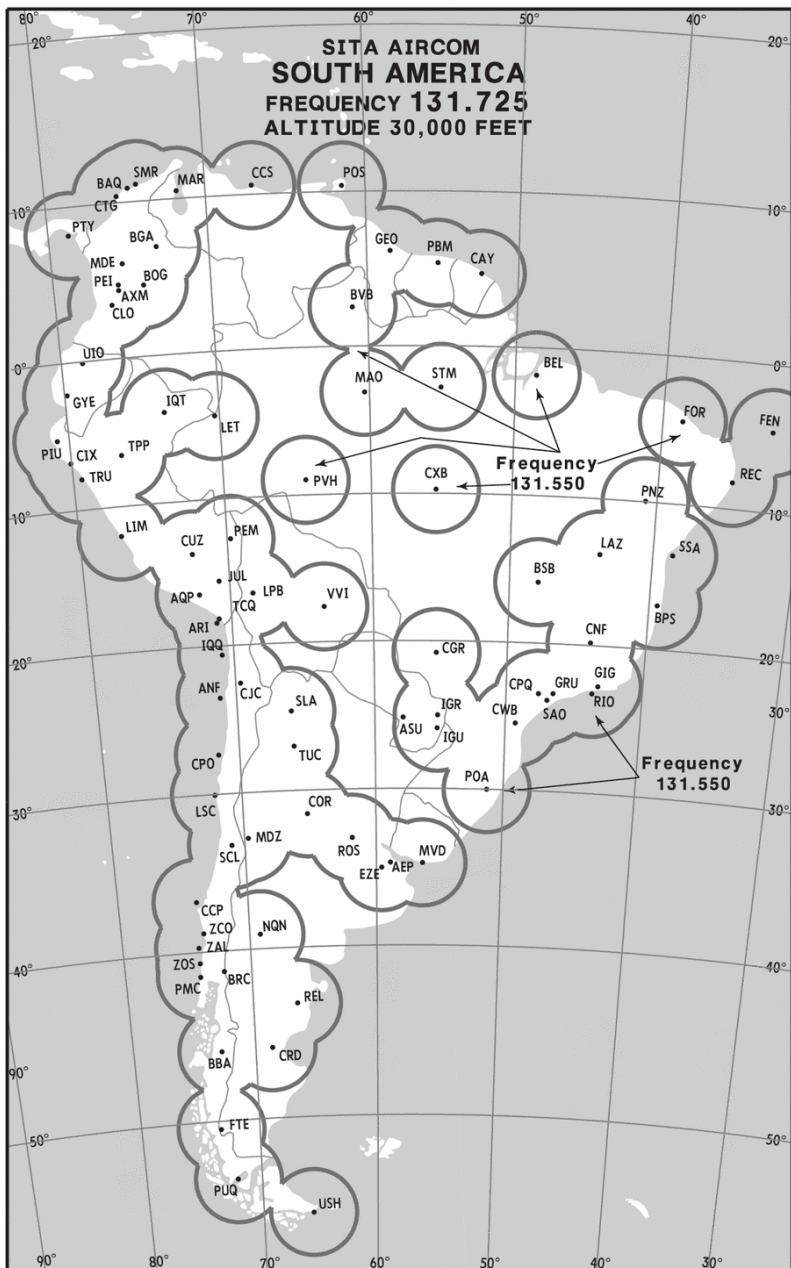 80°
70°
60°
50°
40°
20°
20°
SITA AIRCOM
SOUTH AMERICA
FREQUENCY 131.725
ALTITUDE 30,000 FEET
SMR
BAQ
MAR
CCS
POS
CTG
10°
10°
PTY
BGA
GEO
PBM
CAY
MDE
PEI
BOG
AXM
CLO
BVB
UIO
0°
0°
BEL
MAO
STM
GYE
IQT
LET
FOR
FEN
PIU
CIX
TPP
TRU
Frequency
131.550
PVH
CXB
REC
PNZ
10°
10°
LIM
CUZ
PEM
LAZ
SSA
JUL
LPB
VVI
BSB
AQP
TCQ
ARI
BPS
IQQ
CNF
20°
CGR
20°
ANF
CJC
SLA
CPQ
GRU
GIG
RIO
SAO
IGR
ASU
IGU
CWB
30°
TUC
CPO
POA
Frequency
131.550
LSC
COR
30°
30°
MDZ
SCL
ROS
EZE
AEP
MVD
CCP
ZCO
NQN
ZAL
ZOS
40°
BRC
PMC
40°
REL
BBA
CRD
90°
FTE
50°
50°
PUQ
USH
90°
80°
70°
60°
50°
40°
30°